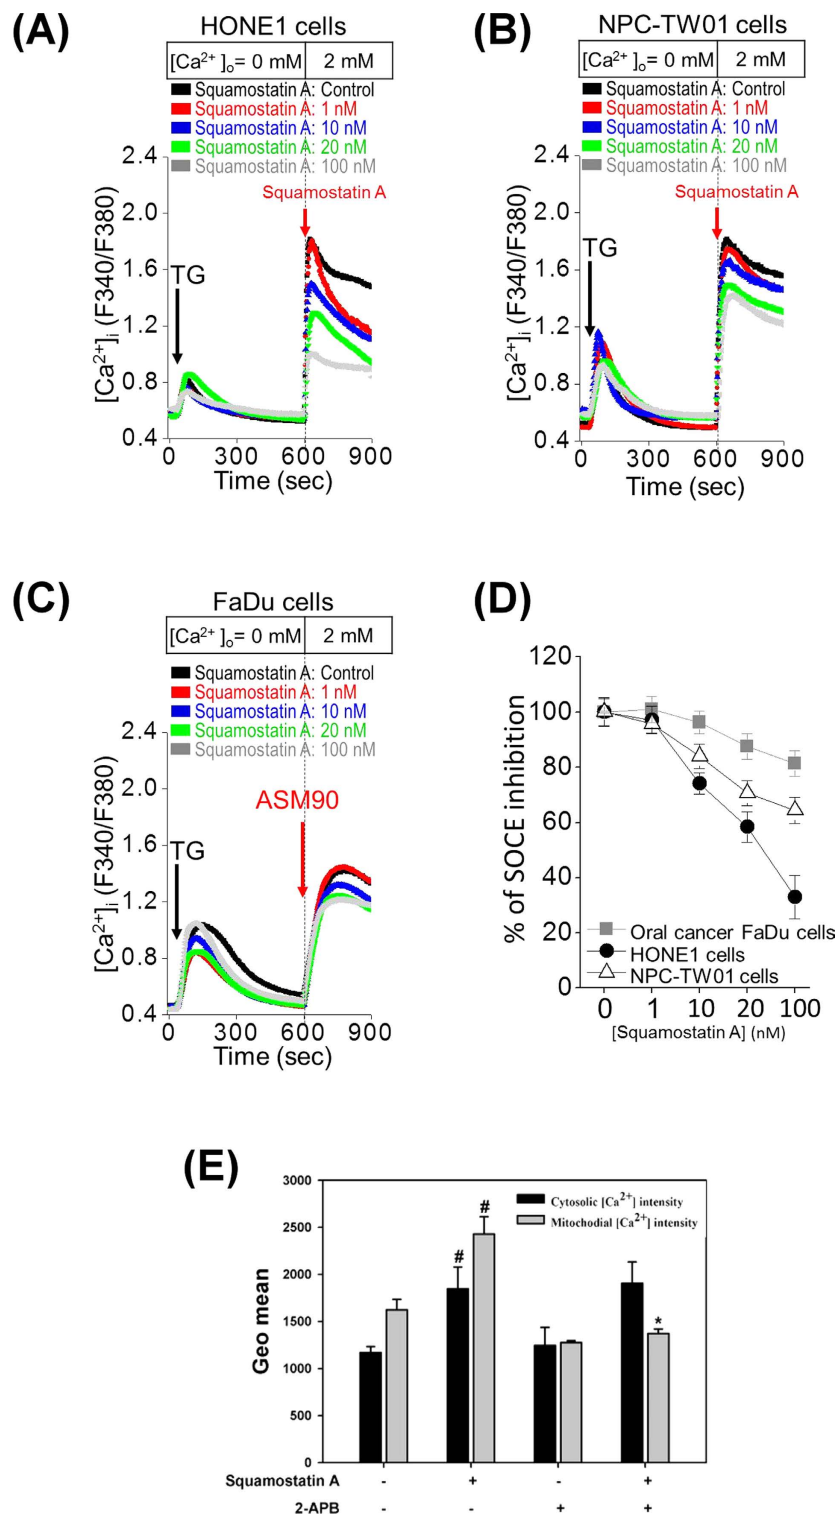 (A)
HONE1 cells
[Ca2+ ]o= 0 mM 2 mM
Squamostatin A: Control
Squamostatin A: 1 nM
Squamostatin A: 10 nM
Squamostatin A: 20 nM
Squamostatin A: 100 nM
Squamostatin A
TG
[Ca2+]i (F340/F380)
2.4
2.0
1.6
1.2
0.8
0.4
0 300 600 900
Time (sec)
(B)
NPC-TW01 cells
[Ca2+ ]o= 0 mM 2 mM
Squamostatin A: Control
Squamostatin A: 1 nM
Squamostatin A: 10 nM
Squamostatin A: 20 nM
Squamostatin A: 100 nM
Squamostatin A
TG
[Ca2+]i (F340/F380)
2.4
2.0
1.6
1.2
0.8
0.4
0 300 600 900
Time (sec)
(C)
FaDu cells
[Ca2+ ]o= 0 mM 2 mM
Squamostatin A: Control
Squamostatin A: 1 nM
Squamostatin A: 10 nM
Squamostatin A: 20 nM
Squamostatin A: 100 nM
ASM90
TG
[Ca2+]i (F340/F380)
2.4
2.0
1.6
1.2
0.8
0.4
0 300 600 900
Time (sec)
(D)
% of SOCE inhibition
120
100
80
60
40
20
0
Oral cancer FaDu cells
HONE1 cells
NPC-TW01 cells
0 1 10 20 100
[Squamostatin A] (nM)
(E)
Geo mean
3000
2500
2000
1500
1000
500
0
Cytosolic [Ca2+] intensity
Mitochodial [Ca2+] intensity
# # *
Squamostatin A - + - +
2-APB - - + +